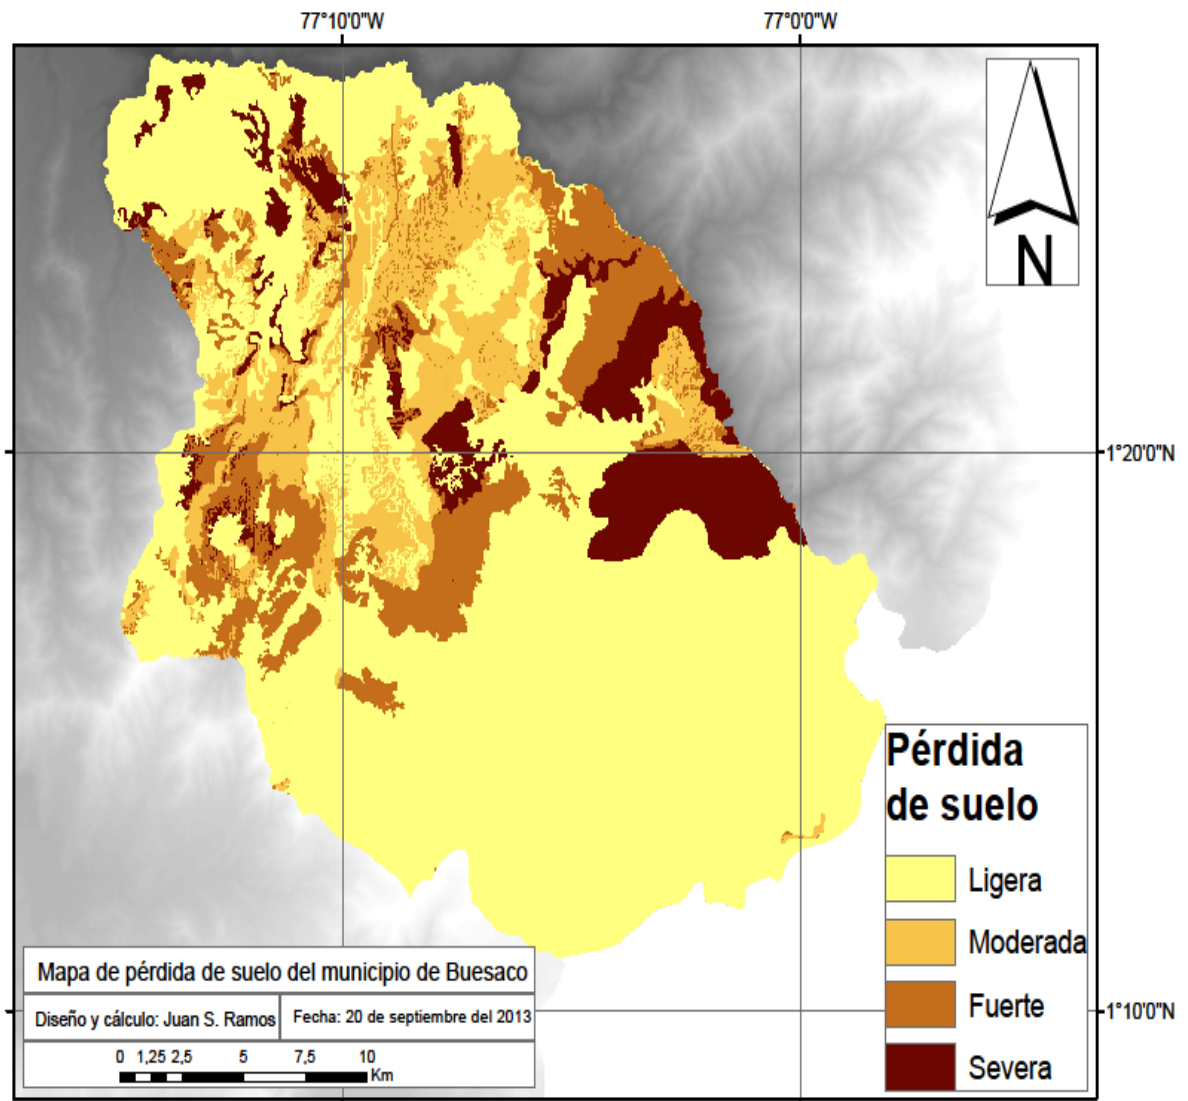 77°10'0"W
77°0'0"W
N
1°20'0"N
Pérdida
de suelo
Ligera
Moderada
Fuerte
Severa
1°10'0"N
Mapa de pérdida de suelo del municipio de Buesaco
Diseño y cálculo: Juan S. Ramos
Fecha: 20 de septiembre del 2013
0 1,25 2,5 5 7,5 10
Km